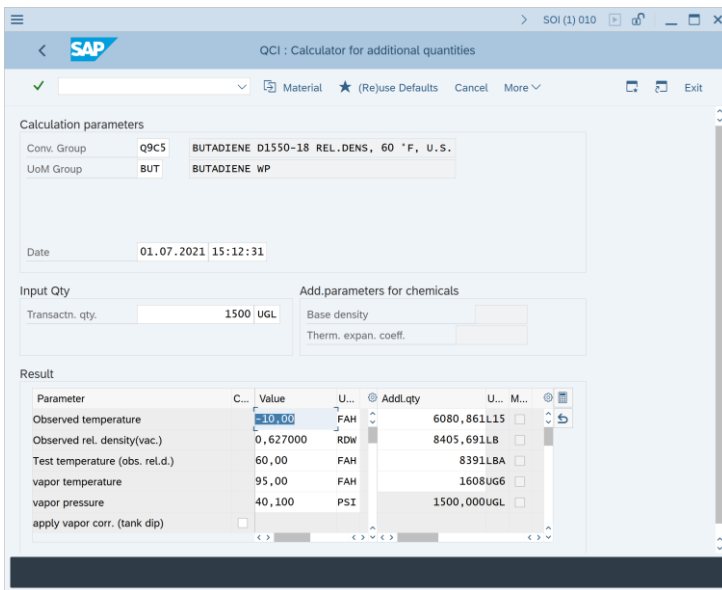 SOI (1) 010
SAP
QCI : Calculator for additional quantities
Material (Re)use Defaults Cancel More Exit
Calculation parameters
Conv. Group Q9C5 BUTADIENE D1550-18 REL.DENS, 60 °F, U.S.
UoM Group BUT BUTADIENE WP
Date 01.07.2021 15:12:31
Input Qty Add.parameters for chemicals
Transactn. qty. 1500 UGL Base density
Therm. expan. coeff.
Result
Parameter C... Value U... Addl.qty U... M...
Observed temperature -10,00 FAH 6080,861 L15
Observed rel. density(vac.) 0,627000 RDW 8405,691 LB
Test temperature (obs. rel.d.) 60,00 FAH 8391 LBA
vapor temperature 95,00 FAH 1608 UG6
vapor pressure 40,100 PSI 1500,000 UGL
apply vapor corr. (tank dip)